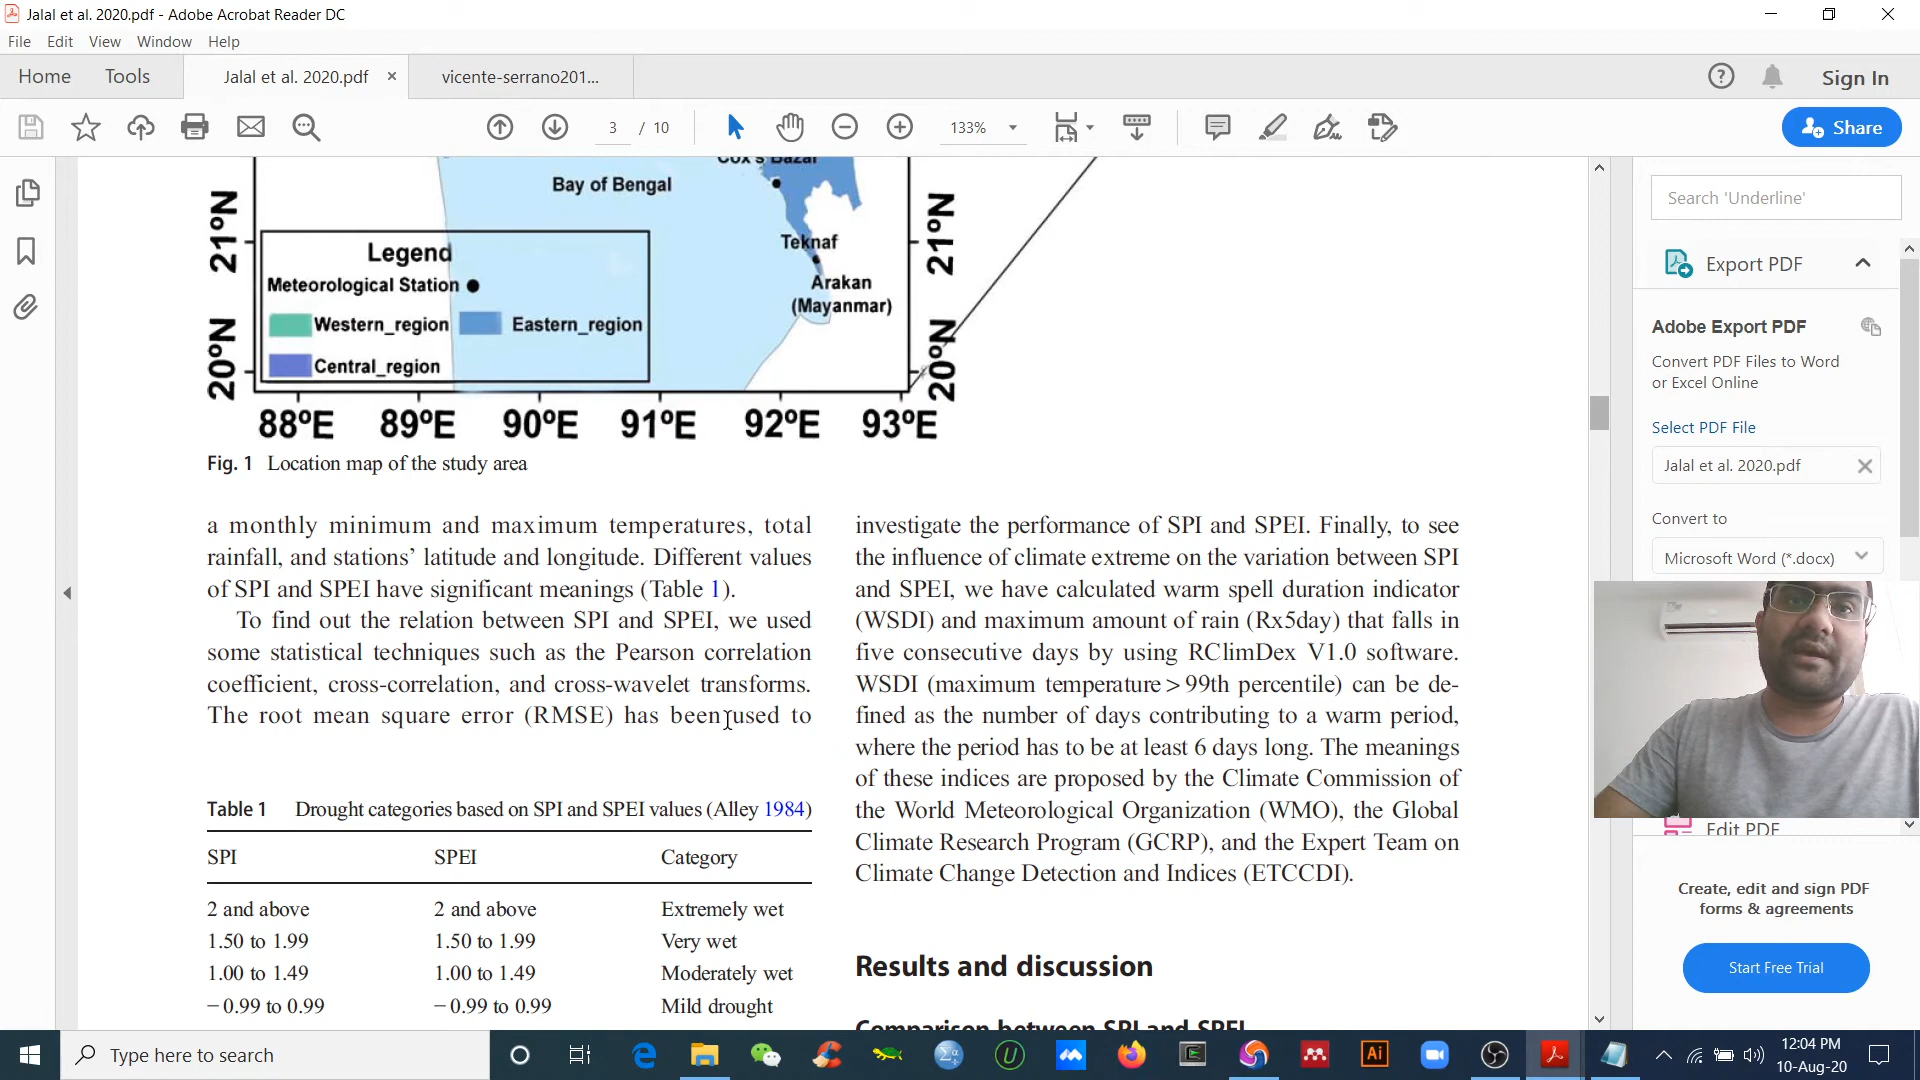 Jalal et al. 2020.pdf - Adobe Acrobat Reader DC
File Edit View Window Help
Home Tools Jalal et al. 2020.pdf × vicente-serrano201... Sign In
3 / 10 133% Share
Cox's Bazar
Bay of Bengal
21ºN 21ºN
Teknaf
Arakan
(Mayanmar)
Legend
Meteorological Station
Western_region Eastern_region
Central_region
20ºN 20ºN
88ºE 89ºE 90ºE 91ºE 92ºE 93ºE
Fig. 1 Location map of the study area
a monthly minimum and maximum temperatures, total
rainfall, and stations' latitude and longitude. Different values
of SPI and SPEI have significant meanings (Table 1).
To find out the relation between SPI and SPEI, we used
some statistical techniques such as the Pearson correlation
coefficient, cross-correlation, and cross-wavelet transforms.
The root mean square error (RMSE) has been used to
Table 1 Drought categories based on SPI and SPEI values (Alley 1984)
SPI SPEI Category
2 and above 2 and above Extremely wet
1.50 to 1.99 1.50 to 1.99 Very wet
1.00 to 1.49 1.00 to 1.49 Moderately wet
−0.99 to 0.99 −0.99 to 0.99 Mild drought
investigate the performance of SPI and SPEI. Finally, to see
the influence of climate extreme on the variation between SPI
and SPEI, we have calculated warm spell duration indicator
(WSDI) and maximum amount of rain (Rx5day) that falls in
five consecutive days by using RClimDex V1.0 software.
WSDI (maximum temperature > 99th percentile) can be de-
fined as the number of days contributing to a warm period,
where the period has to be at least 6 days long. The meanings
of these indices are proposed by the Climate Commission of
the World Meteorological Organization (WMO), the Global
Climate Research Program (GCRP), and the Expert Team on
Climate Change Detection and Indices (ETCCDI).
Results and discussion
Comparison between SPI and SPEI
Search 'Underline'
Export PDF
Adobe Export PDF
Convert PDF Files to Word
or Excel Online
Select PDF File
Jalal et al. 2020.pdf
Convert to
Microsoft Word (*.docx)
Edit PDF
Create, edit and sign PDF
forms & agreements
Start Free Trial
Type here to search
12:04 PM
10-Aug-20